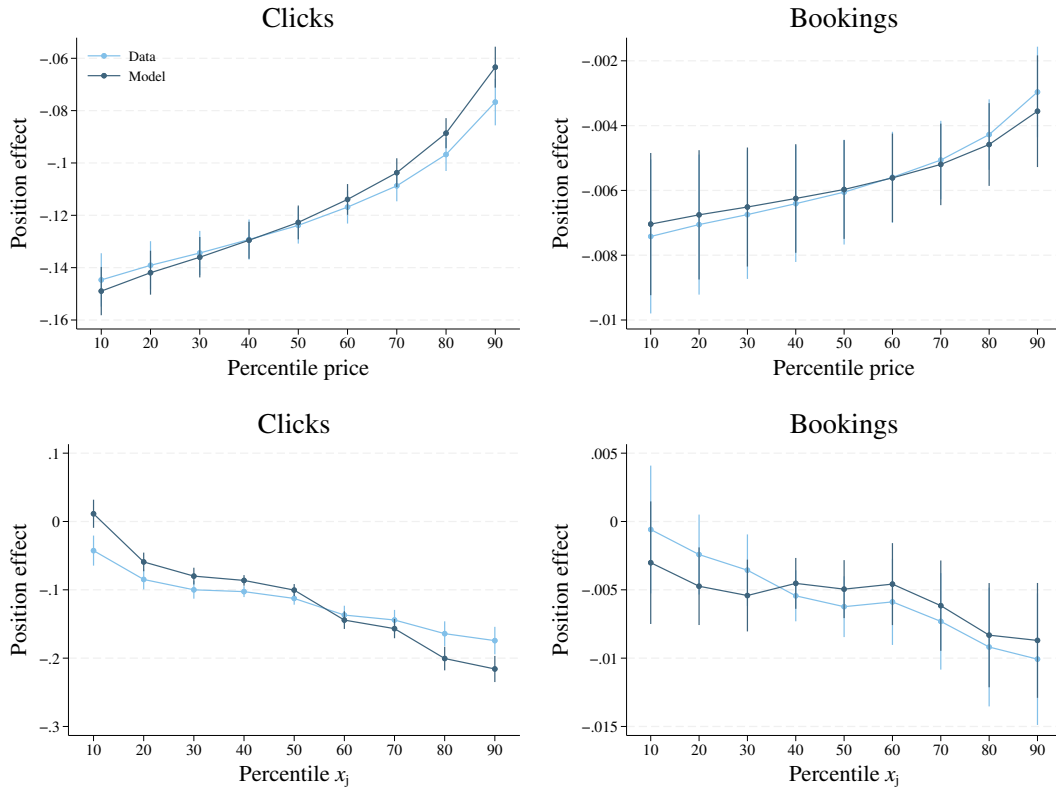 Clicks
Data
Model
Position effect
−.06
−.08
−.1
−.12
−.14
−.16
10 20 30 40 50 60 70 80 90
Percentile price
Bookings
Position effect
−.002
−.004
−.006
−.008
−.01
10 20 30 40 50 60 70 80 90
Percentile price
Clicks
Position effect
.1
0
−.1
−.2
−.3
10 20 30 40 50 60 70 80 90
Percentile xj
Bookings
Position effect
.005
0
−.005
−.01
−.015
10 20 30 40 50 60 70 80 90
Percentile xj